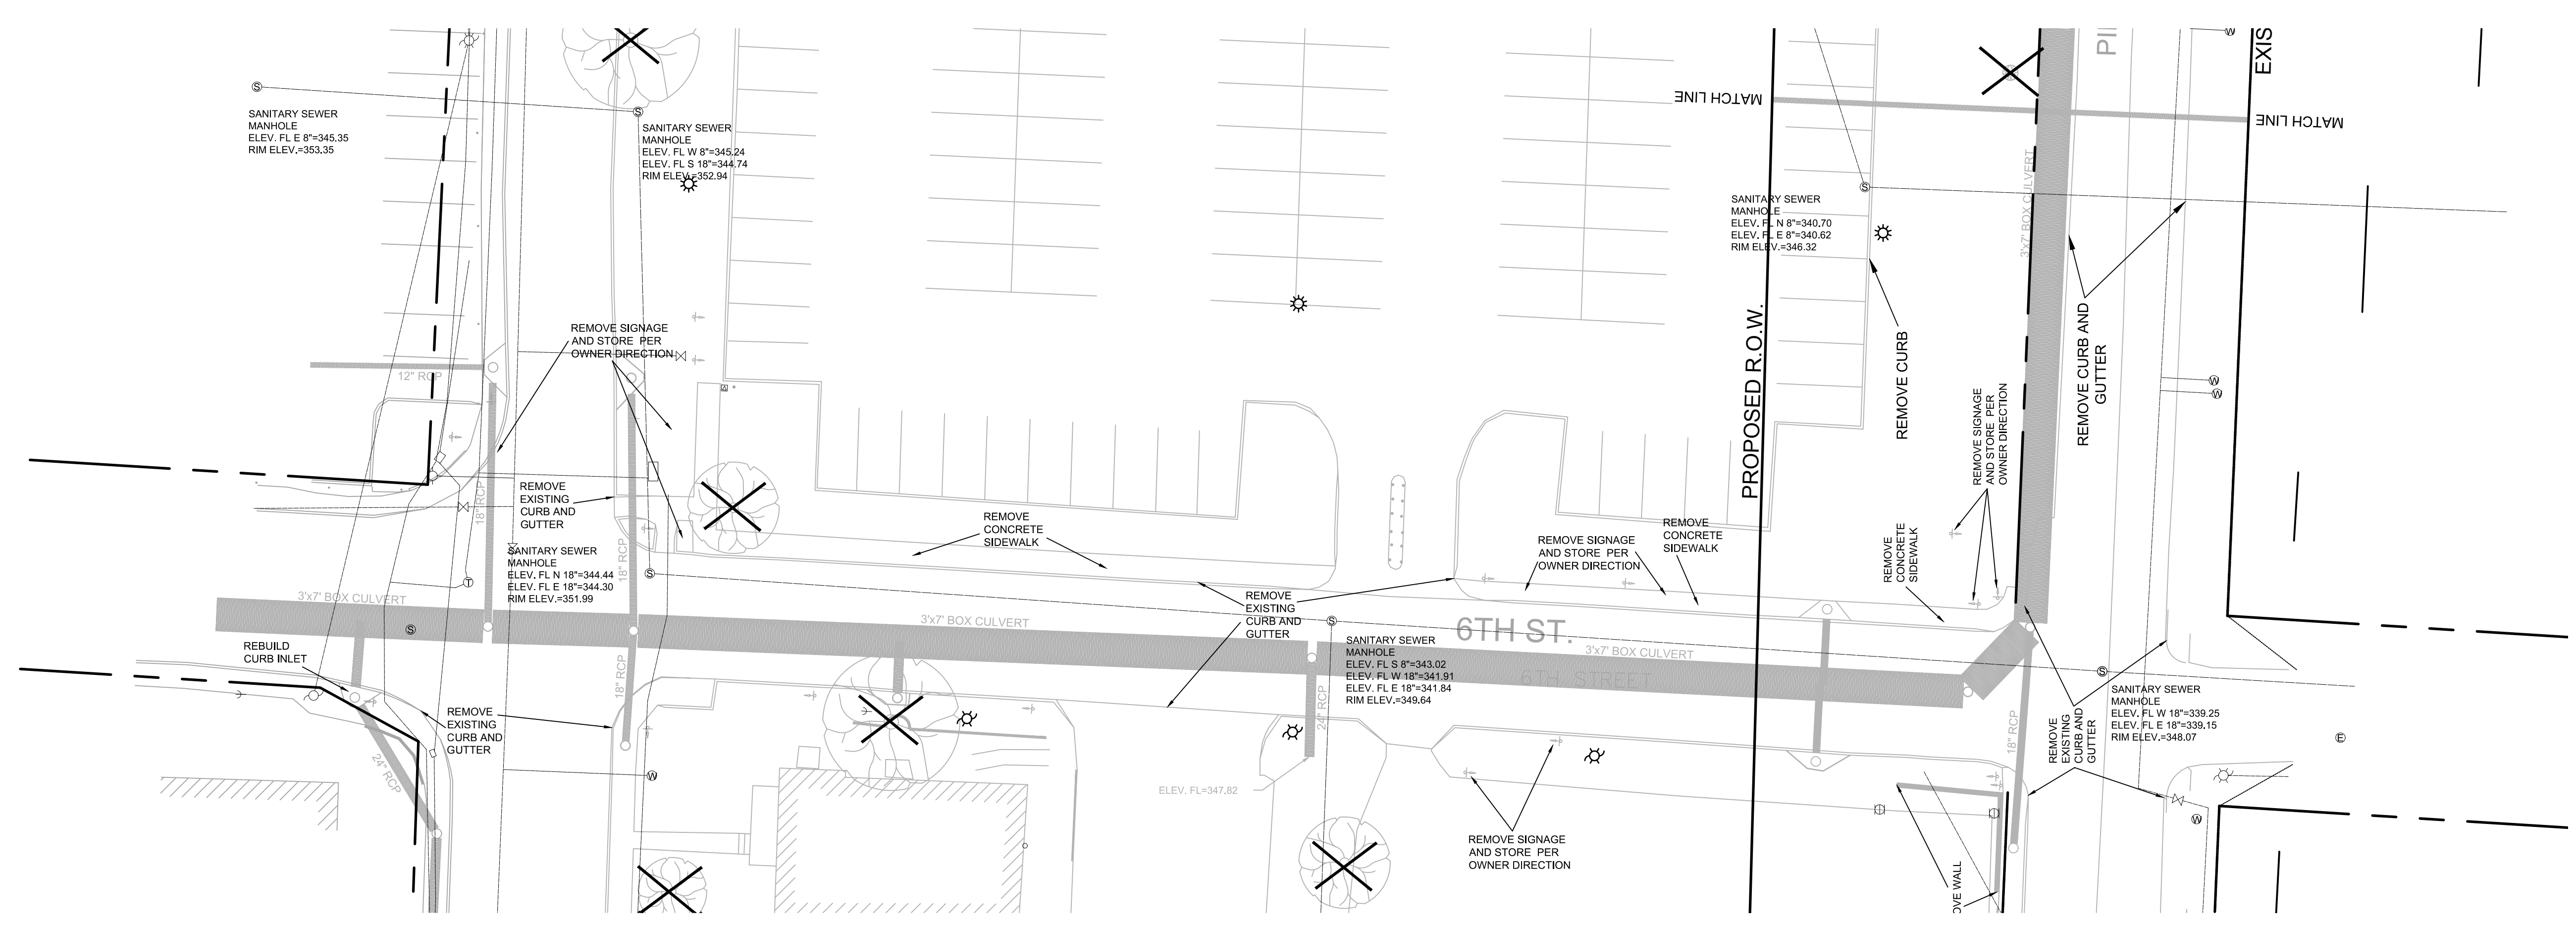 SANITARY SEWER
MANHOLE
ELEV. FL E 8"=345.35
RIM ELEV.=353.35
SANITARY SEWER
MANHOLE
ELEV. FL W 8"=345.24
ELEV. FL S 18"=344.74
RIM ELEV.=352.94
MATCH LINE
MATCH LINE
SANITARY SEWER
MANHOLE
ELEV. FL N 8"=340.70
ELEV. FL E 8"=340.62
RIM ELEV.=346.32
3'x7' BOX CULVERT
REMOVE SIGNAGE
AND STORE PER
OWNER DIRECTION
12" RCP
PROPOSED R.O.W.
REMOVE CURB
REMOVE CURB AND
GUTTER
REMOVE SIGNAGE
AND STORE PER
OWNER DIRECTION
18" RCP
REMOVE
EXISTING
CURB AND
GUTTER
REMOVE
CONCRETE
SIDEWALK
REMOVE SIGNAGE
AND STORE PER
OWNER DIRECTION
REMOVE
CONCRETE
SIDEWALK
REMOVE
CONCRETE
SIDEWALK
SANITARY SEWER
MANHOLE
ELEV. FL N 18"=344.44
ELEV. FL E 18"=344.30
RIM ELEV.=351.99
18" RCP
3'x7' BOX CULVERT
3'x7' BOX CULVERT
REMOVE
EXISTING
CURB AND
GUTTER
6TH ST.
3'x7' BOX CULVERT
6TH STREET
REBUILD
CURB INLET
18" RCP
SANITARY SEWER
MANHOLE
ELEV. FL S 8"=343.02
ELEV. FL W 18"=341.91
ELEV. FL E 18"=341.84
RIM ELEV.=349.64
24" RCP
SANITARY SEWER
MANHOLE
ELEV. FL W 18"=339.25
ELEV. FL E 18"=339.15
RIM ELEV.=348.07
REMOVE
EXISTING
CURB AND
GUTTER
18" RCP
REMOVE
EXISTING
CURB AND
GUTTER
24" RCP
ELEV. FL=347.82
REMOVE SIGNAGE
AND STORE PER
OWNER DIRECTION
WALL
S
S
S
S
S
S
S
T
W
W
W
W
W
E